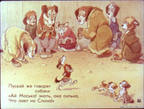 Пускай же говорят
собаки:
«Ай Моська! знать, она сильна,
Что лает на Слона!»